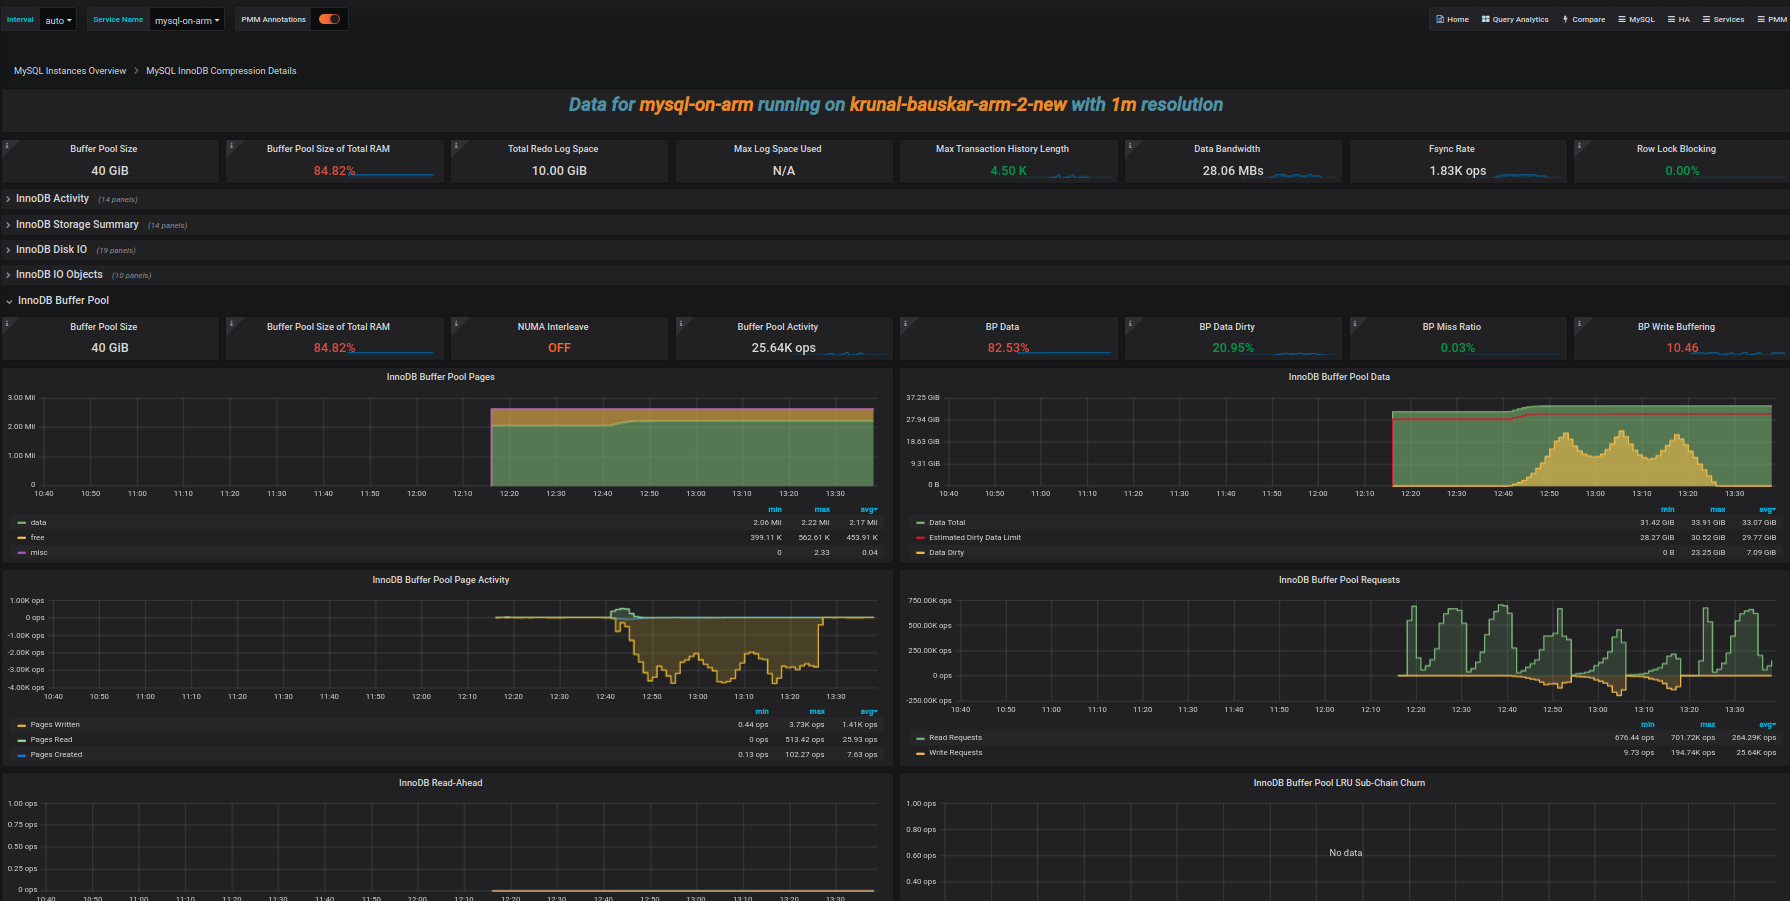 Interval auto Service Name mysql-on-arm PMM Annotations Home Query Analytics Compare MySQL HA Services PMM
MySQL Instances Overview > MySQL InnoDB Compression Details
Data for mysql-on-arm running on krunal-bauskar-arm-2-new with 1m resolution
Buffer Pool Size Buffer Pool Size of Total RAM Total Redo Log Space Max Log Space Used Max Transaction History Length Data Bandwidth Fsync Rate Row Lock Blocking
40 GiB 84.82% 10.00 GiB N/A 4.50 K 28.06 MBs 1.83K ops 0.00%
InnoDB Activity (14 panels)
InnoDB Storage Summary (14 panels)
InnoDB Disk IO (19 panels)
InnoDB IO Objects (10 panels)
InnoDB Buffer Pool
Buffer Pool Size Buffer Pool Size of Total RAM NUMA Interleave Buffer Pool Activity BP Data BP Data Dirty BP Miss Ratio BP Write Buffering
40 GiB 84.82% OFF 25.64K ops 82.53% 20.95% 0.03% 10.46
InnoDB Buffer Pool Pages
3.00 Mil
2.00 Mil
1.00 Mil
0
10:40 10:50 11:00 11:10 11:20 11:30 11:40 11:50 12:00 12:10 12:20 12:30 12:40 12:50 13:00 13:10 13:20 13:30
min max avg
data 2.06 Mil 2.22 Mil 2.17 Mil
free 399.11 K 562.61 K 453.91 K
misc 0 2.33 0.04
InnoDB Buffer Pool Data
37.25 GiB
27.94 GiB
18.63 GiB
9.31 GiB
0 B
10:40 10:50 11:00 11:10 11:20 11:30 11:40 11:50 12:00 12:10 12:20 12:30 12:40 12:50 13:00 13:10 13:20 13:30
min max avg
Data Total 31.42 GiB 33.91 GiB 33.07 GiB
Estimated Dirty Data Limit 28.27 GiB 30.52 GiB 29.77 GiB
Data Dirty 0 B 23.25 GiB 7.09 GiB
InnoDB Buffer Pool Page Activity
1.00K ops
0 ops
-1.00K ops
-2.00K ops
-3.00K ops
-4.00K ops
10:40 10:50 11:00 11:10 11:20 11:30 11:40 11:50 12:00 12:10 12:20 12:30 12:40 12:50 13:00 13:10 13:20 13:30
min max avg
Pages Written 0.44 ops 3.73K ops 1.41K ops
Pages Read 0 ops 513.42 ops 25.93 ops
Pages Created 0.13 ops 102.27 ops 7.63 ops
InnoDB Buffer Pool Requests
750.00K ops
500.00K ops
250.00K ops
0 ops
-250.00K ops
10:40 10:50 11:00 11:10 11:20 11:30 11:40 11:50 12:00 12:10 12:20 12:30 12:40 12:50 13:00 13:10 13:20 13:30
min max avg
Read Requests 676.44 ops 701.72K ops 264.29K ops
Write Requests 9.73 ops 194.74K ops 25.64K ops
InnoDB Read-Ahead
1.00 ops
0.75 ops
0.50 ops
0.25 ops
0 ops
10:40 10:50 11:00 11:10 11:20 11:30 11:40 11:50 12:00 12:10 12:20 12:30 12:40 12:50 13:00 13:10 13:20 13:30
InnoDB Buffer Pool LRU Sub-Chain Churn
1.00 ops
0.80 ops
0.60 ops
0.40 ops
No data